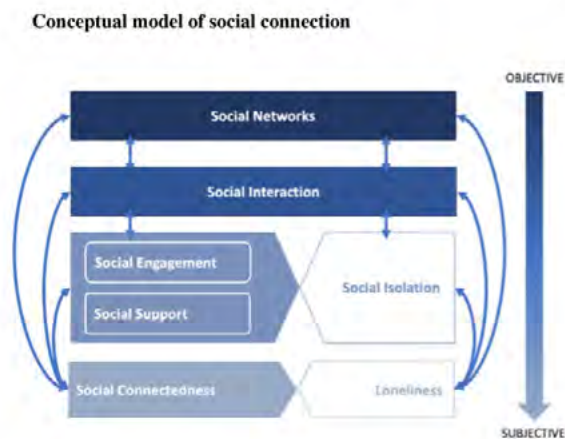 Conceptual model of social connection
OBJECTIVE
Social Networks
Social Interaction
Social Engagement
Social Isolation
Social Support
Social Connectedness
Loneliness
SUBJECTIVE